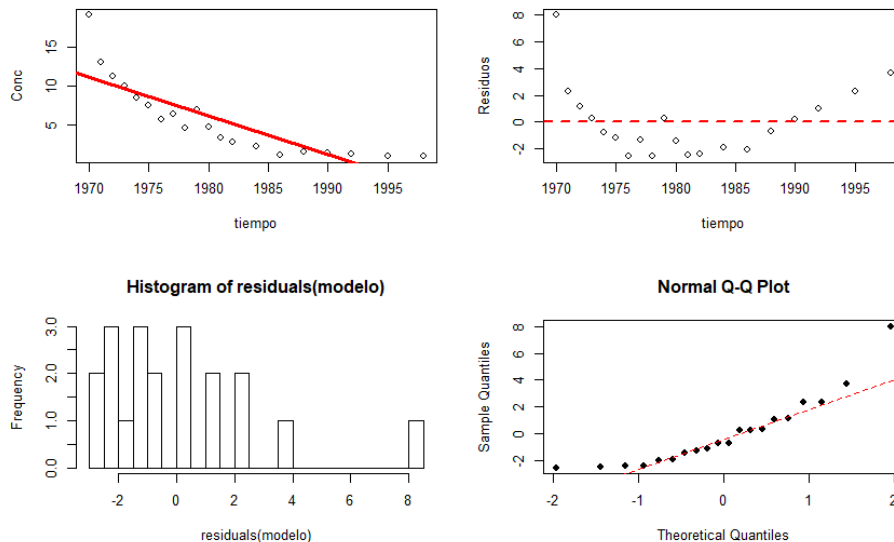 Conc
15
10
5
1970 1975 1980 1985 1990 1995
tiempo
Residuos
8
6
4
2
0
-2
1970 1975 1980 1985 1990 1995
tiempo
Histogram of residuals(modelo)
Frequency
3.0
2.0
1.0
0.0
-2 0 2 4 6 8
residuals(modelo)
Normal Q-Q Plot
Sample Quantiles
8
6
4
2
0
-2
-2 -1 0 1 2
Theoretical Quantiles